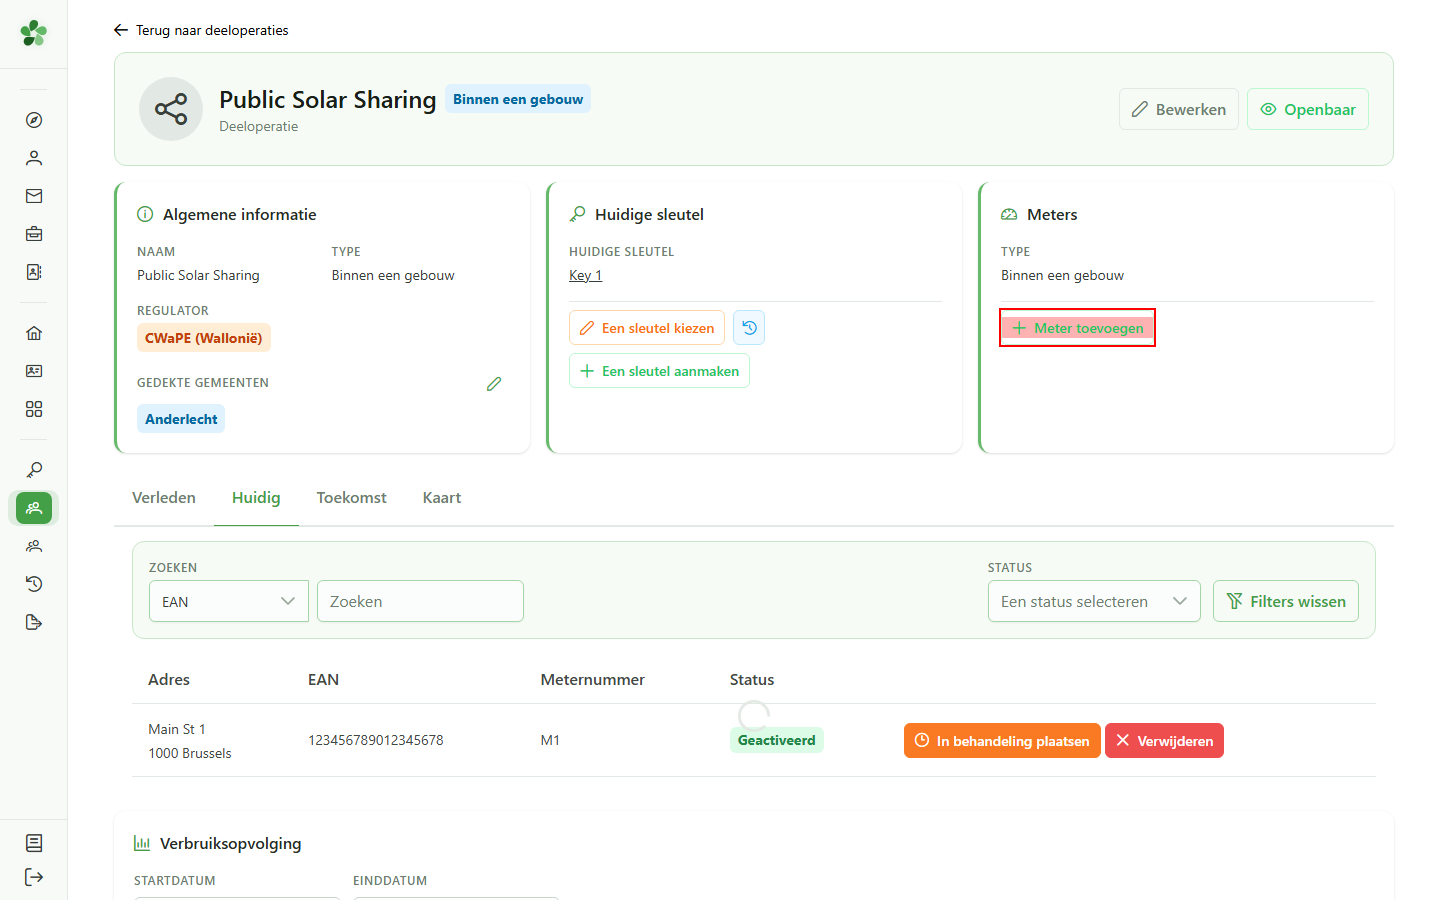 Terug naar deeloperaties
Public Solar Sharing
Binnen een gebouw
Deeloperatie
Bewerken
Openbaar
Algemene informatie
NAAM
TYPE
Public Solar Sharing
Binnen een gebouw
REGULATOR
CWaPE (Wallonië)
GEDEKTE GEMEENTEN
Anderlecht
Huidige sleutel
HUIDIGE SLEUTEL
Key 1
Een sleutel kiezen
Een sleutel aanmaken
Meters
TYPE
Binnen een gebouw
Meter toevoegen
Verleden
Huidig
Toekomst
Kaart
ZOEKEN
EAN
Zoeken
STATUS
Een status selecteren
Filters wissen
Adres
EAN
Meternummer
Status
Main St 1
1000 Brussels
123456789012345678
M1
Geactiveerd
In behandeling plaatsen
Verwijderen
Verbruiksopvolging
STARTDATUM
EINDDATUM